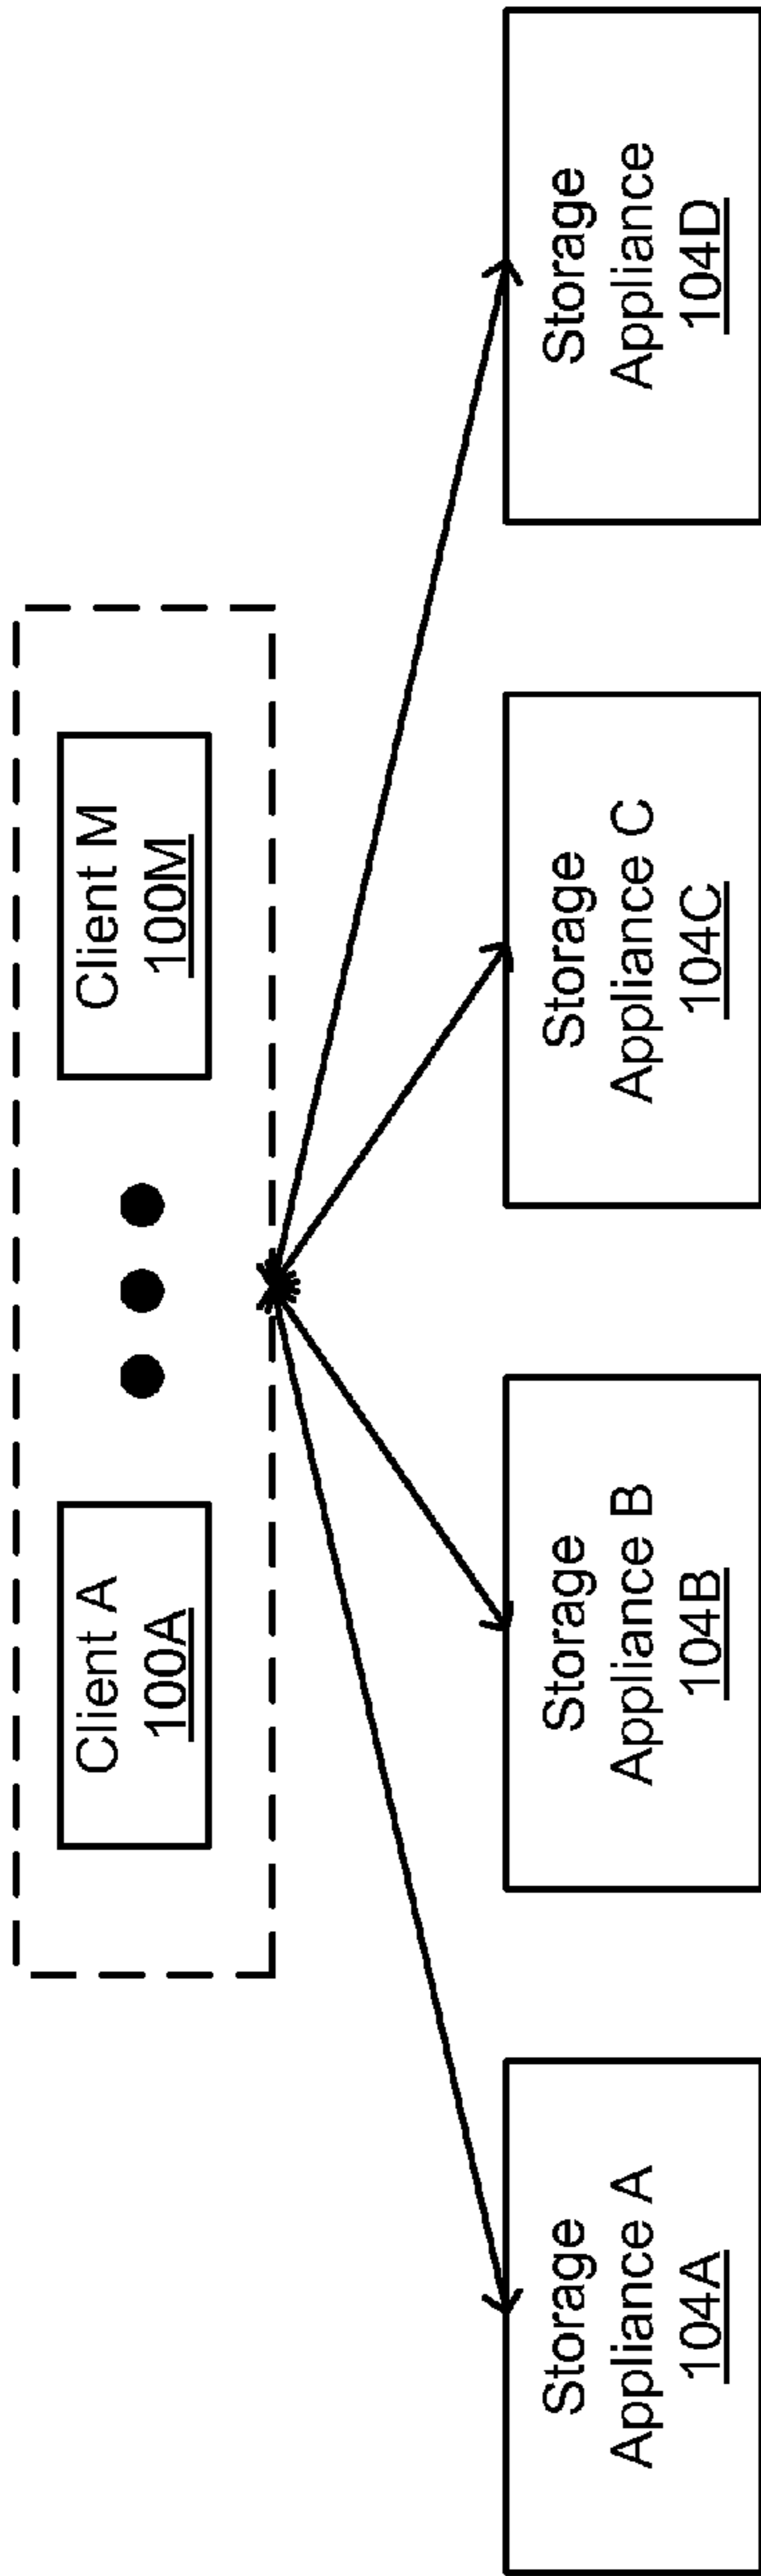 Client A
100A
Client M
100M
Storage
Appliance A
104A
Storage
Appliance B
104B
Storage
Appliance C
104C
Storage
Appliance
104D